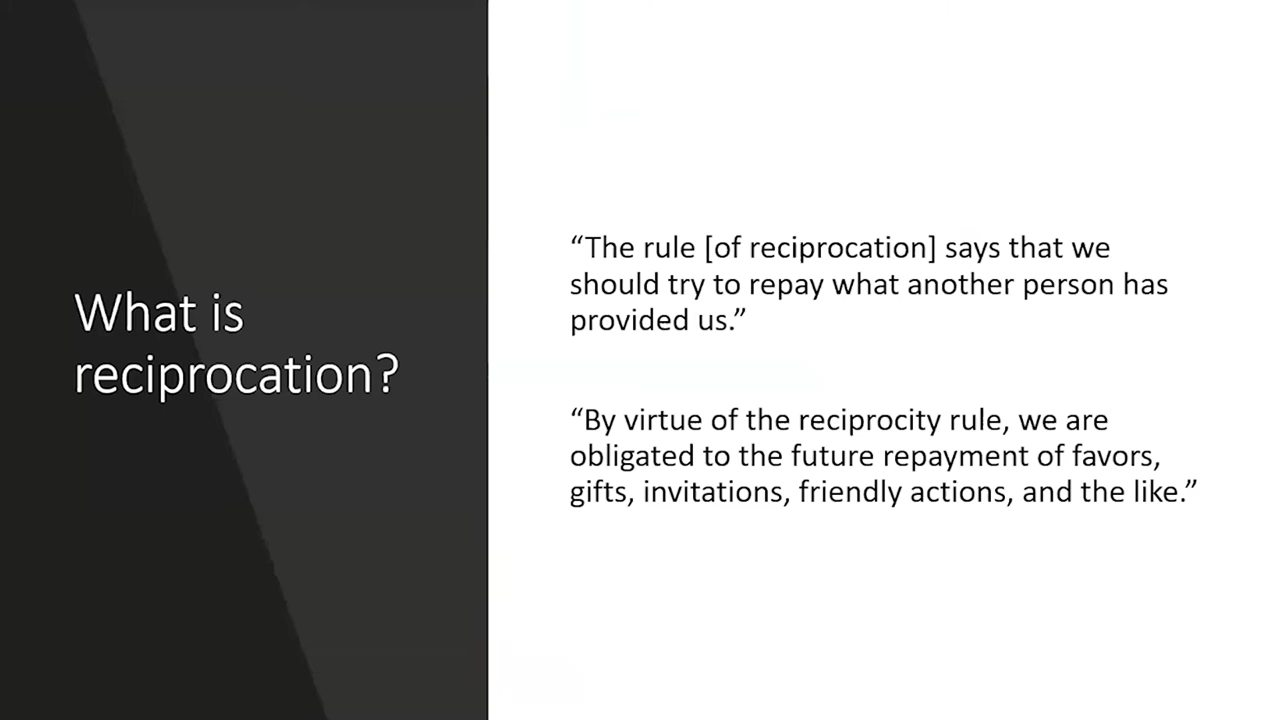 What is
reciprocation?
“The rule [of reciprocation] says that we
should try to repay what another person has
provided us.”
“By virtue of the reciprocity rule, we are
obligated to the future repayment of favors,
gifts, invitations, friendly actions, and the like.”